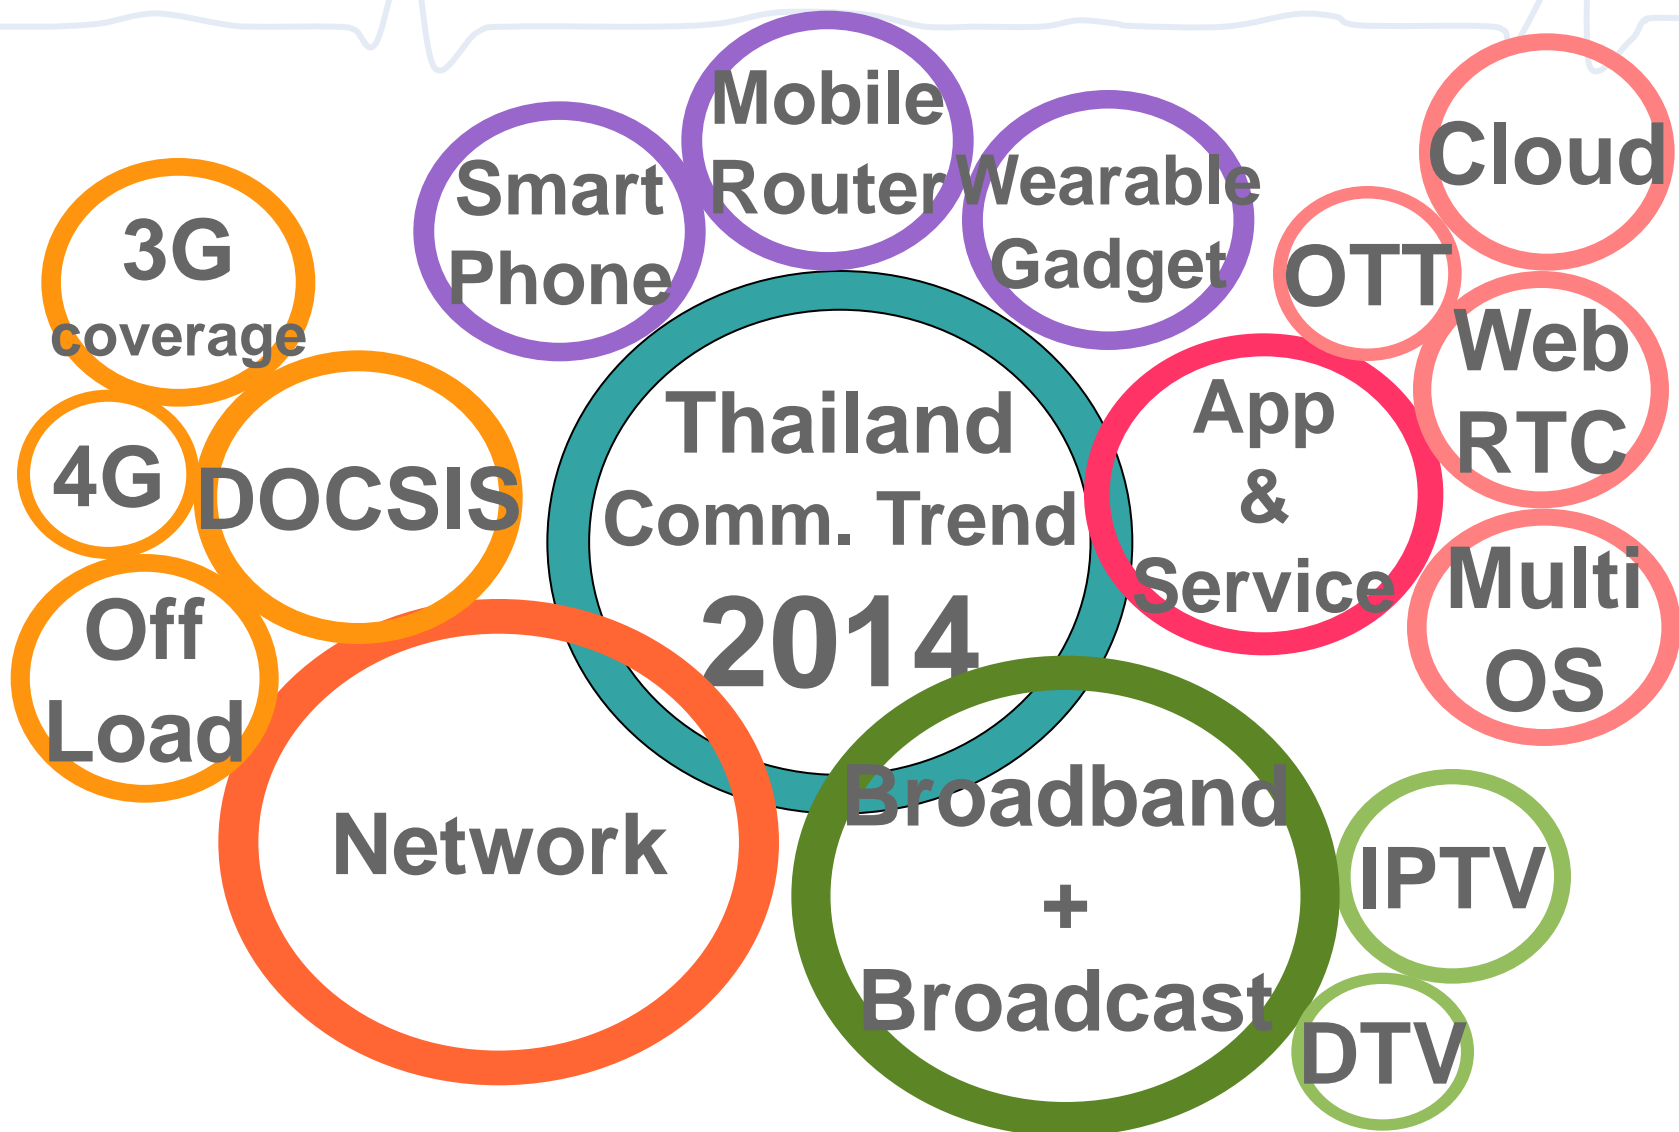 Mobile
Router
Smart
Phone
Wearable
Gadget
Cloud
OTT
Web
RTC
Multi
OS
App
&
Service
3G
coverage
4G
DOCSIS
Off
Load
Thailand
Comm. Trend
2014
Network
Broadband
+
Broadcast
IPTV
DTV